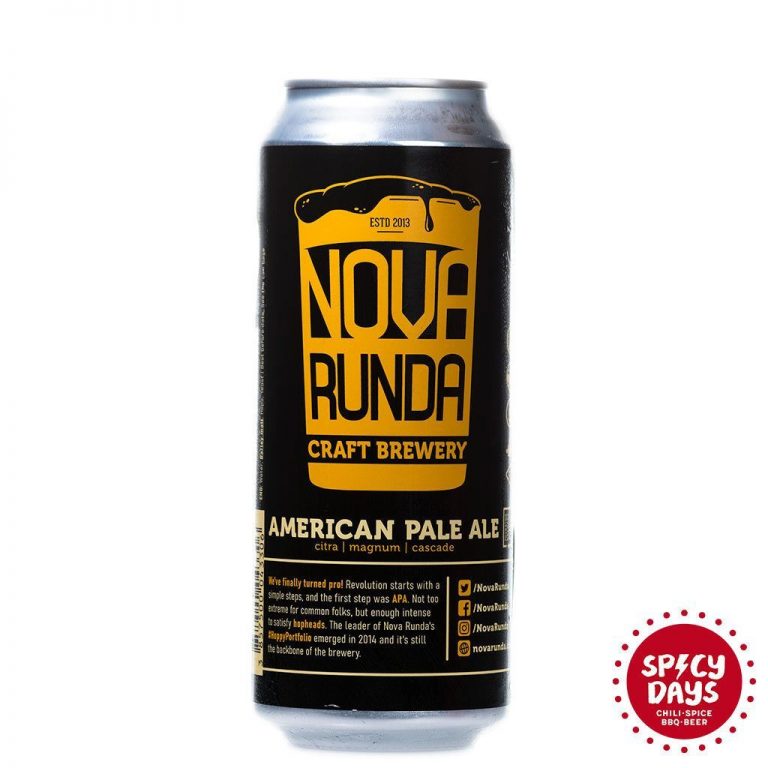 ESTD 2013
NOVA
RUNDA
CRAFT BREWERY
AMERICAN PALE ALE
citra | magnum | cascade
We've finally turned pro! Revolution starts with a
simple steps, and the first step was APA. Not too
extreme for common folks, but enough intense
to satisfy hopheads. The leader of Nova Runda's
#HoppyPortfolio emerged in 2014 and it's still
the backbone of the brewery.
/NovaRunda
/NovaRunda
/NovaRunda
novarunda.
SPICY
DAYS
CHILI·SPICE
BBQ·BEER